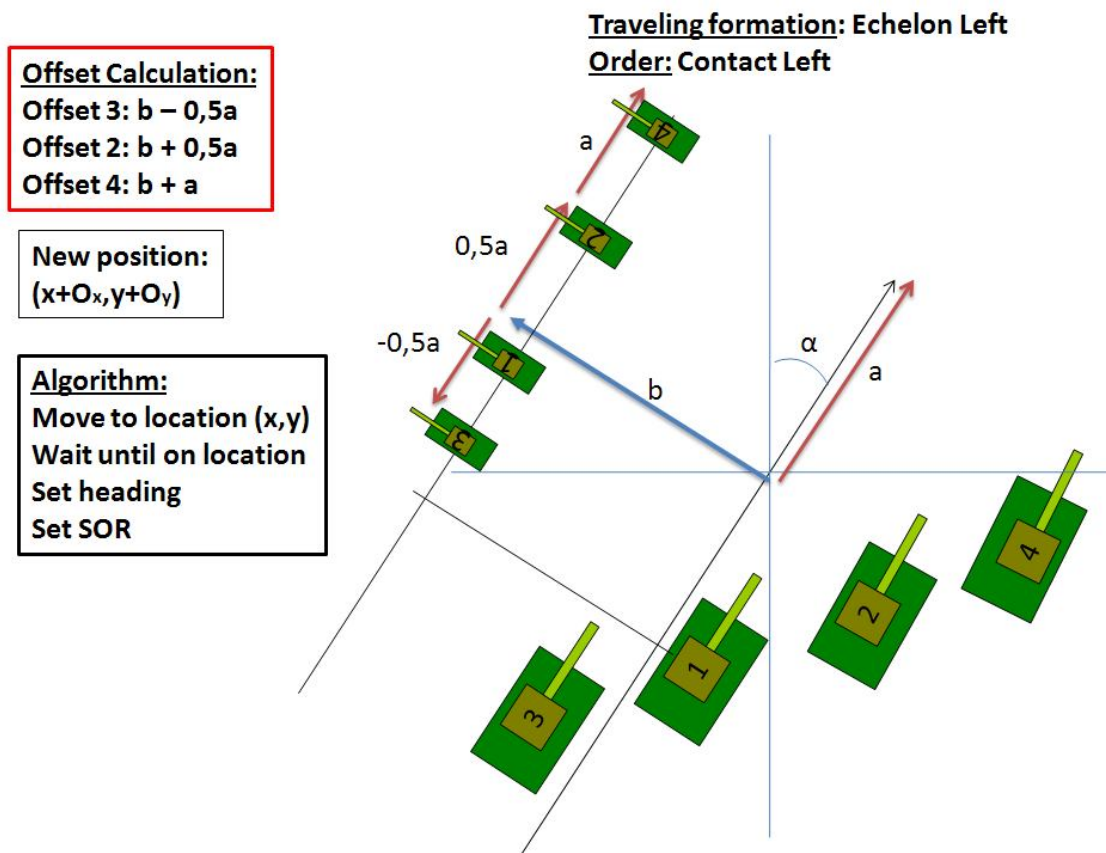 Traveling formation: Echelon Left
Order: Contact Left
Offset Calculation:
Offset 3: b – 0,5a
Offset 2: b + 0,5a
Offset 4: b + a
New position:
(x+Ox,y+Oy)
Algorithm:
Move to location (x,y)
Wait until on location
Set heading
Set SOR
a
4
0,5a
2
-0,5a
1
3
b
α
a
4
2
1
3